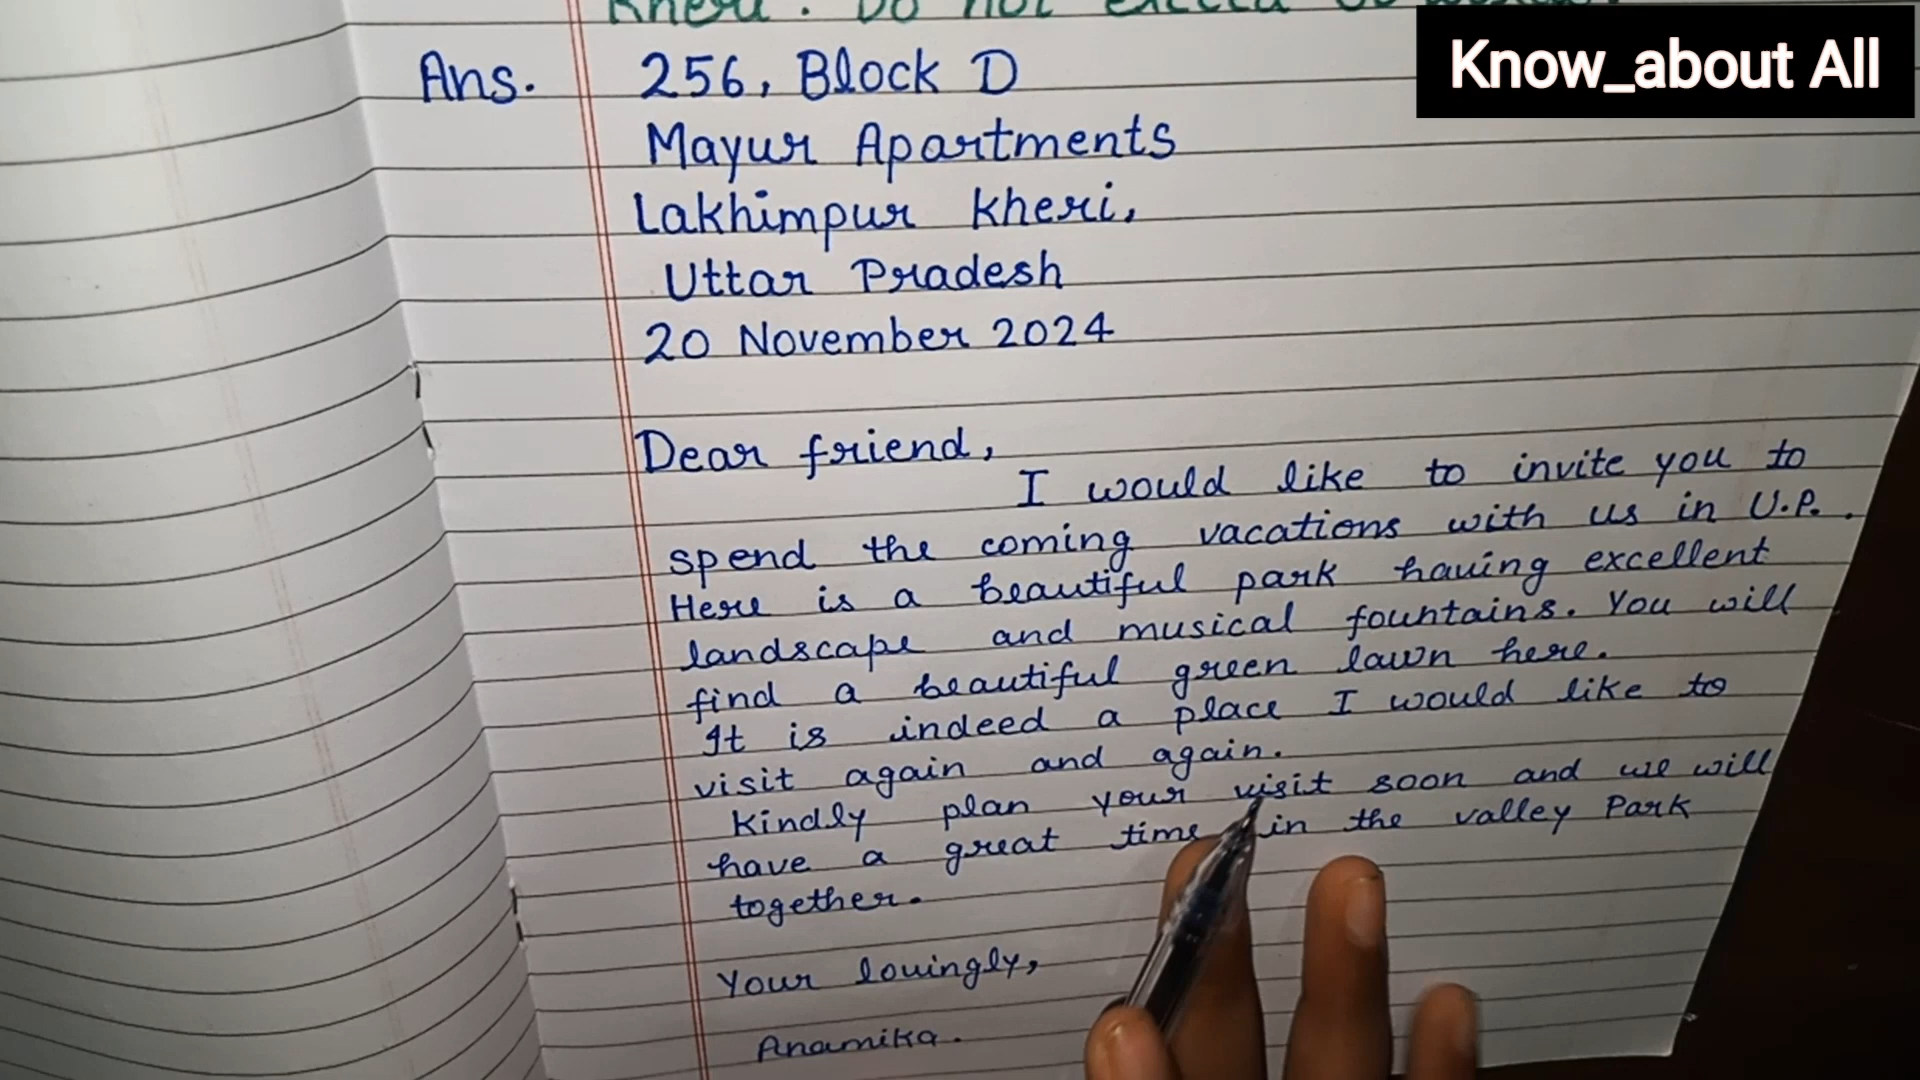 Kheri. Do not exceed
Know_about All
Ans. 256, Block D
Mayur Apartments
Lakhimpur Kheri,
Uttar Pradesh
20 November 2024
Dear friend,
I would like to invite you to
spend the coming vacations with us in U.P.
Here is a beautiful park having excellent
landscape and musical fountains. You will
find a beautiful green lawn here.
It is indeed a place I would like to
visit again and again.
Kindly plan your visit soon and we will
have a great time in the valley Park
together.
Your lovingly,
Anamika.